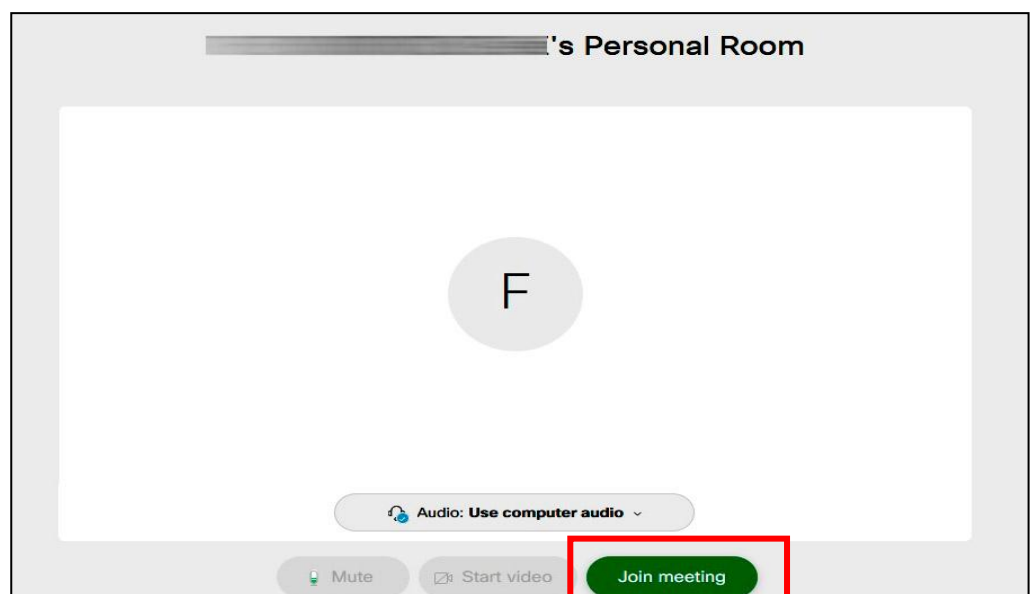 's Personal Room
F
Audio: Use computer audio
Mute
Start video
Join meeting